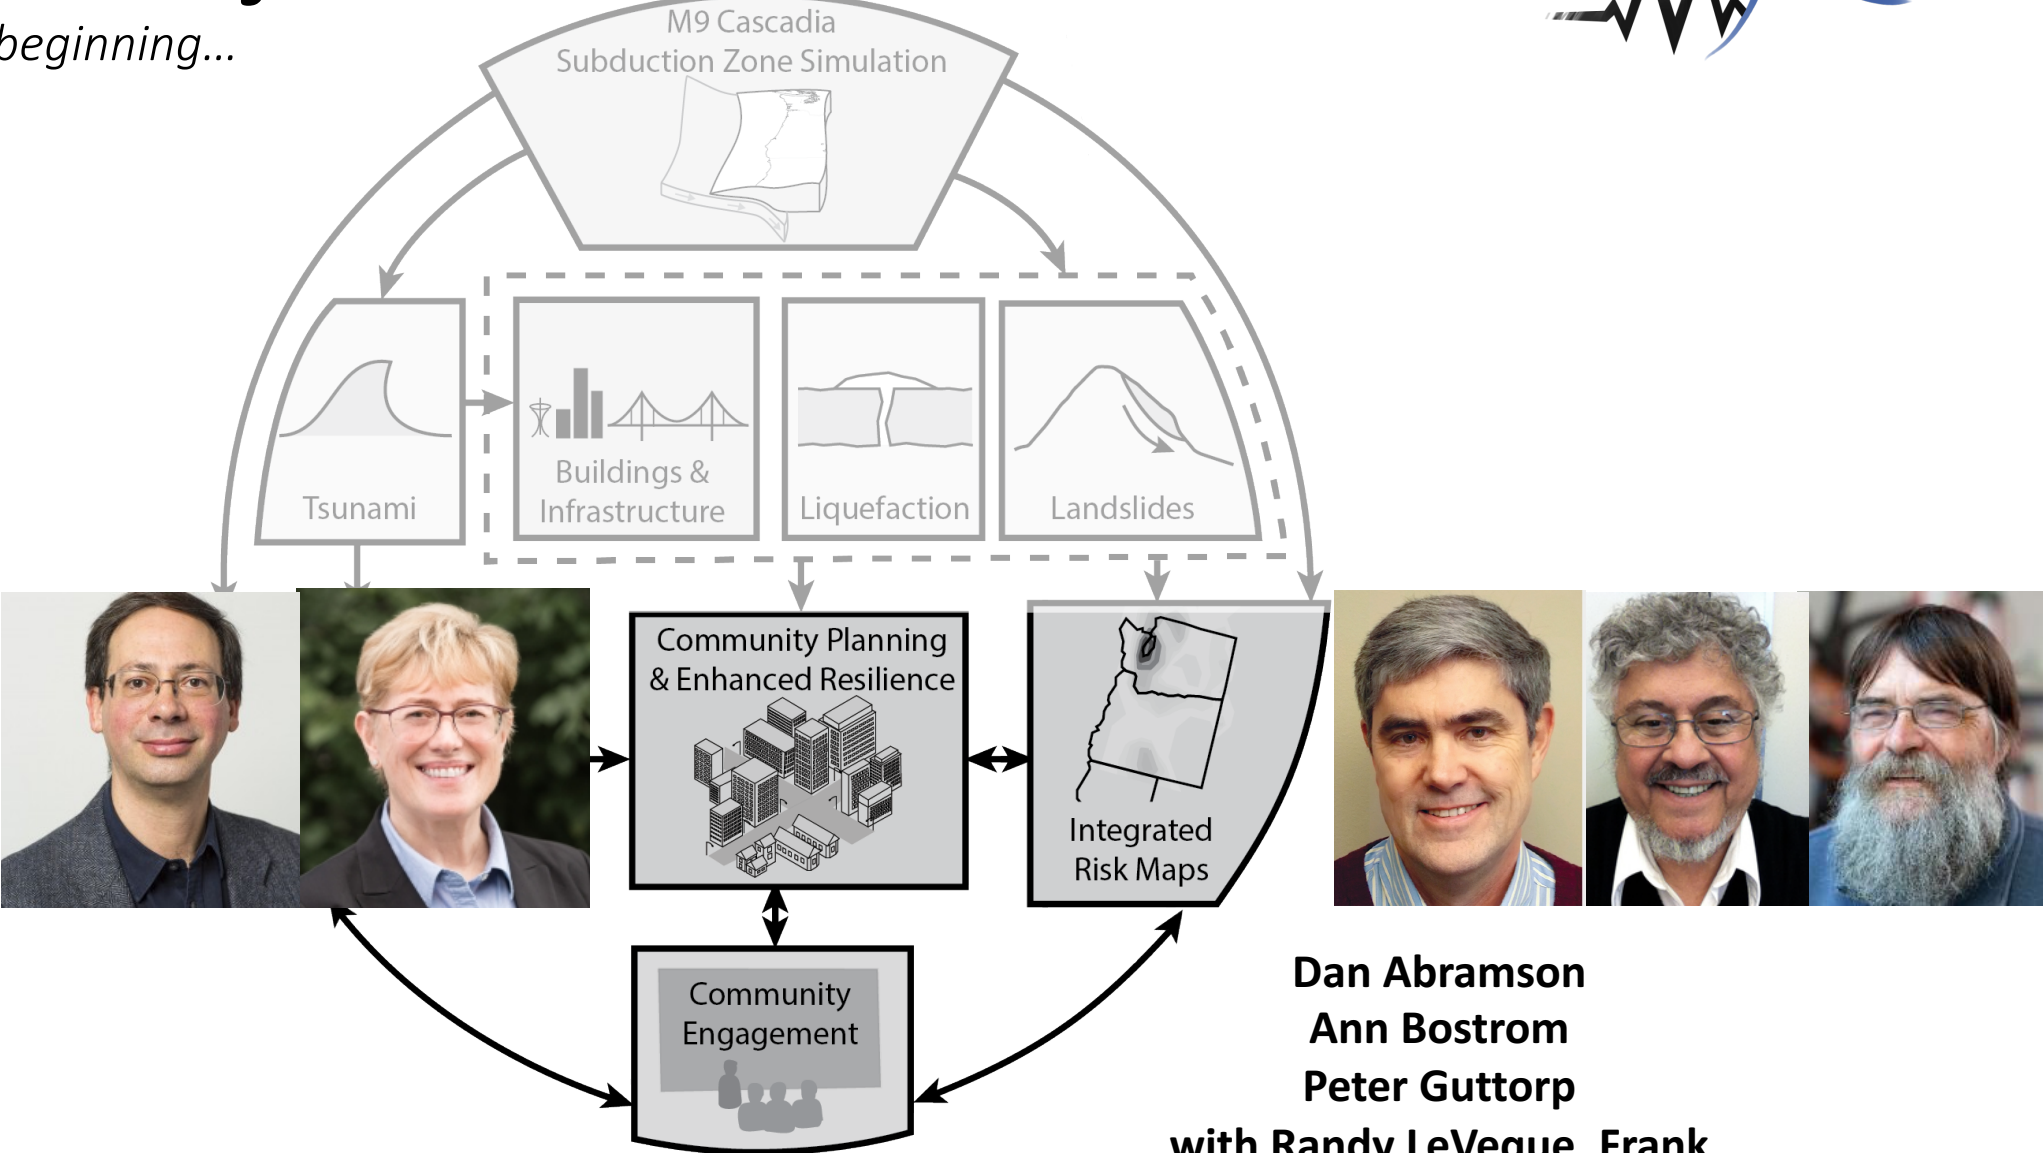 beginning...
M9 Cascadia
Subduction Zone Simulation
Tsunami
Buildings &
Infrastructure
Liquefaction
Landslides
Community Planning
& Enhanced Resilience
Integrated
Risk Maps
Community
Engagement
Dan Abramson
Ann Bostrom
Peter Guttorp
with Randy LeVeque, Frank